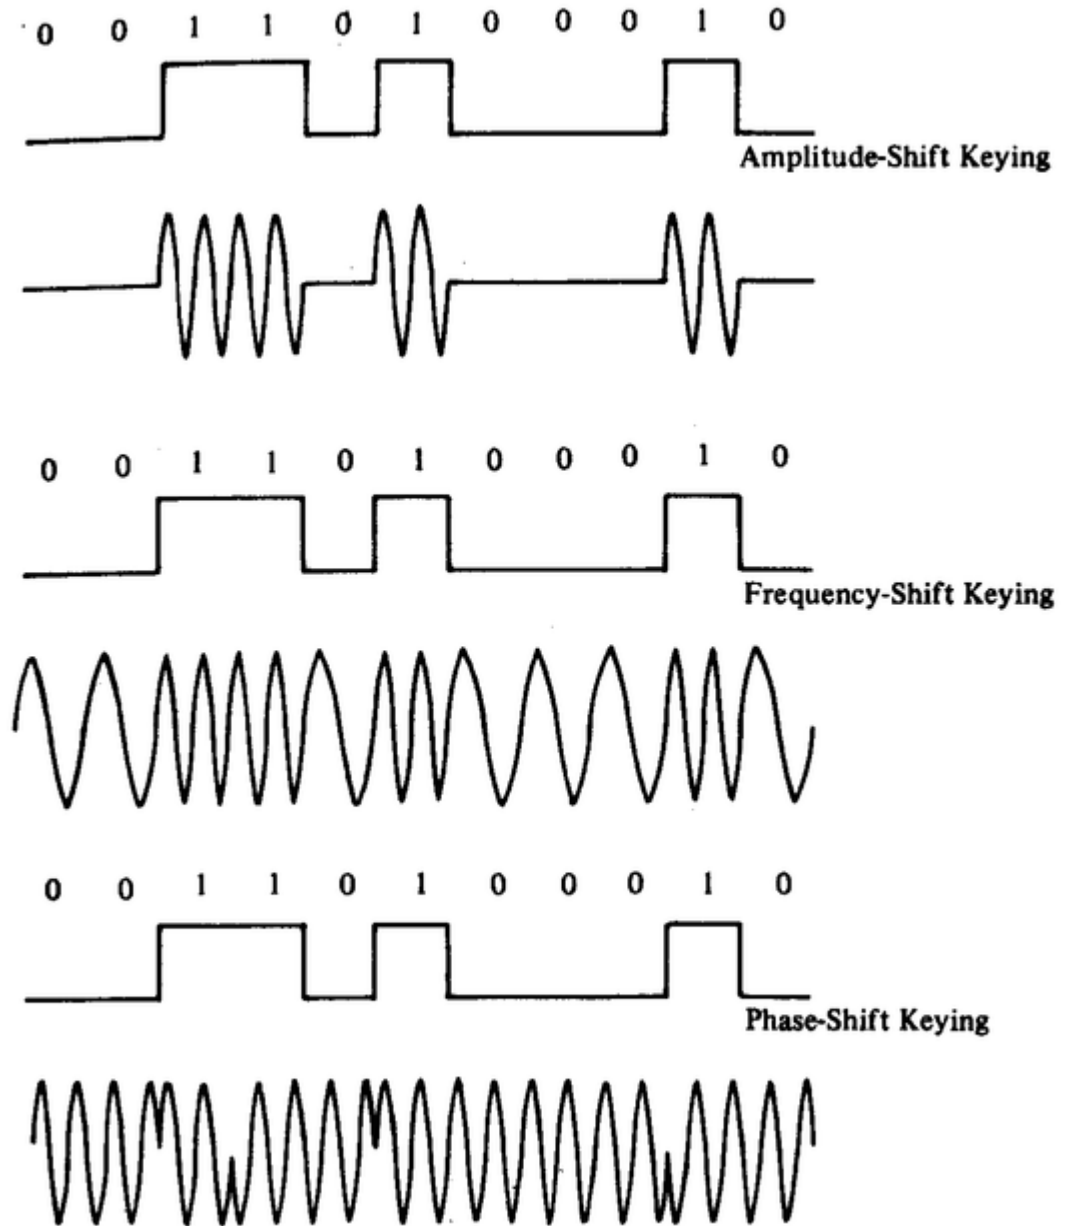 0 0 1 1 0 1 0 0 0 1 0
Amplitude-Shift Keying
0 0 1 1 0 1 0 0 0 1 0
Frequency-Shift Keying
0 0 1 1 0 1 0 0 0 1 0
Phase-Shift Keying